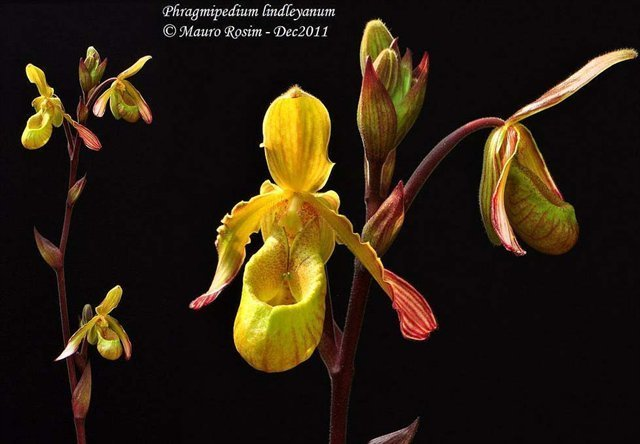 Phragmipedium lindleyanum
© Mauro Rosim - Dec2011